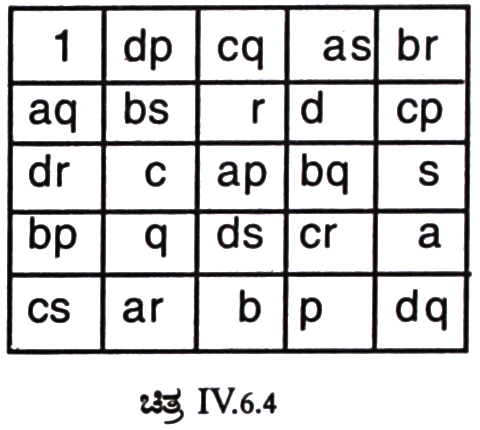 1 dp cq as br
aq bs r d cp
dr c ap bq s
bp q ds cr a
cs ar b p dq
ಚಿತ್ರ IV.6.4